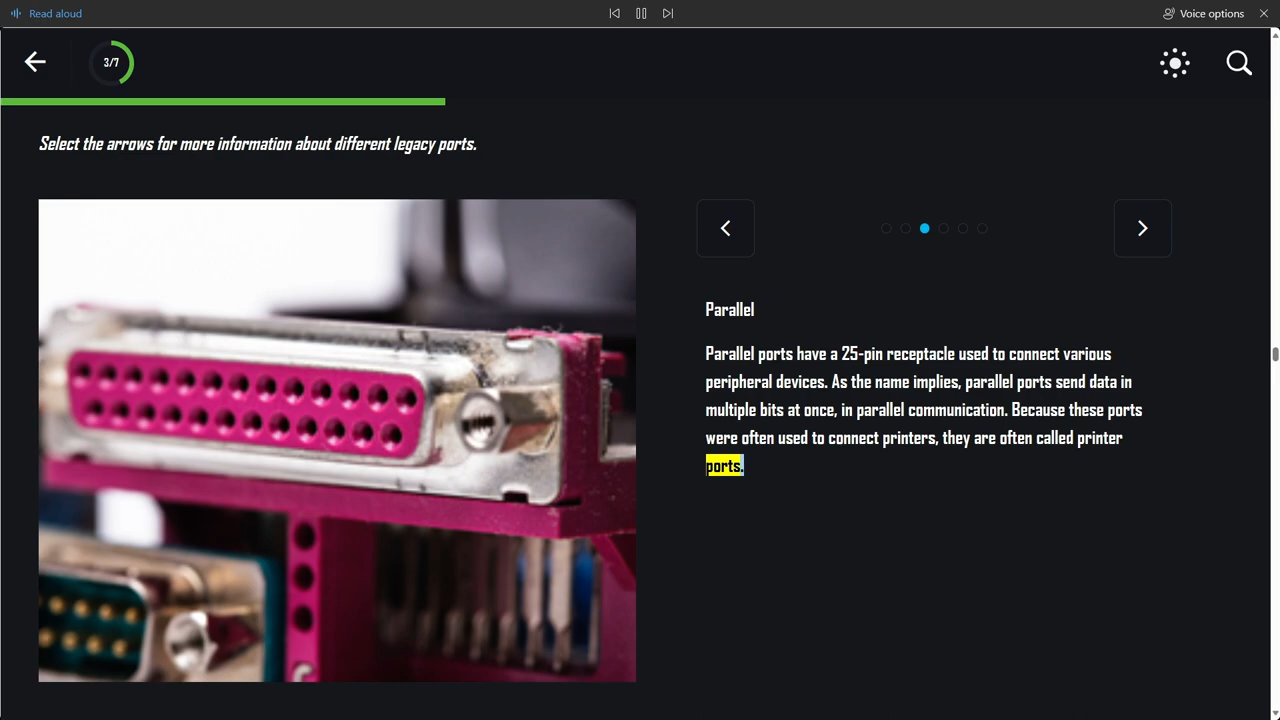 Read aloud
Voice options
3/7
Select the arrows for more information about different legacy ports.
Parallel
Parallel ports have a 25-pin receptacle used to connect various
peripheral devices. As the name implies, parallel ports send data in
multiple bits at once, in parallel communication. Because these ports
were often used to connect printers, they are often called printer
ports.